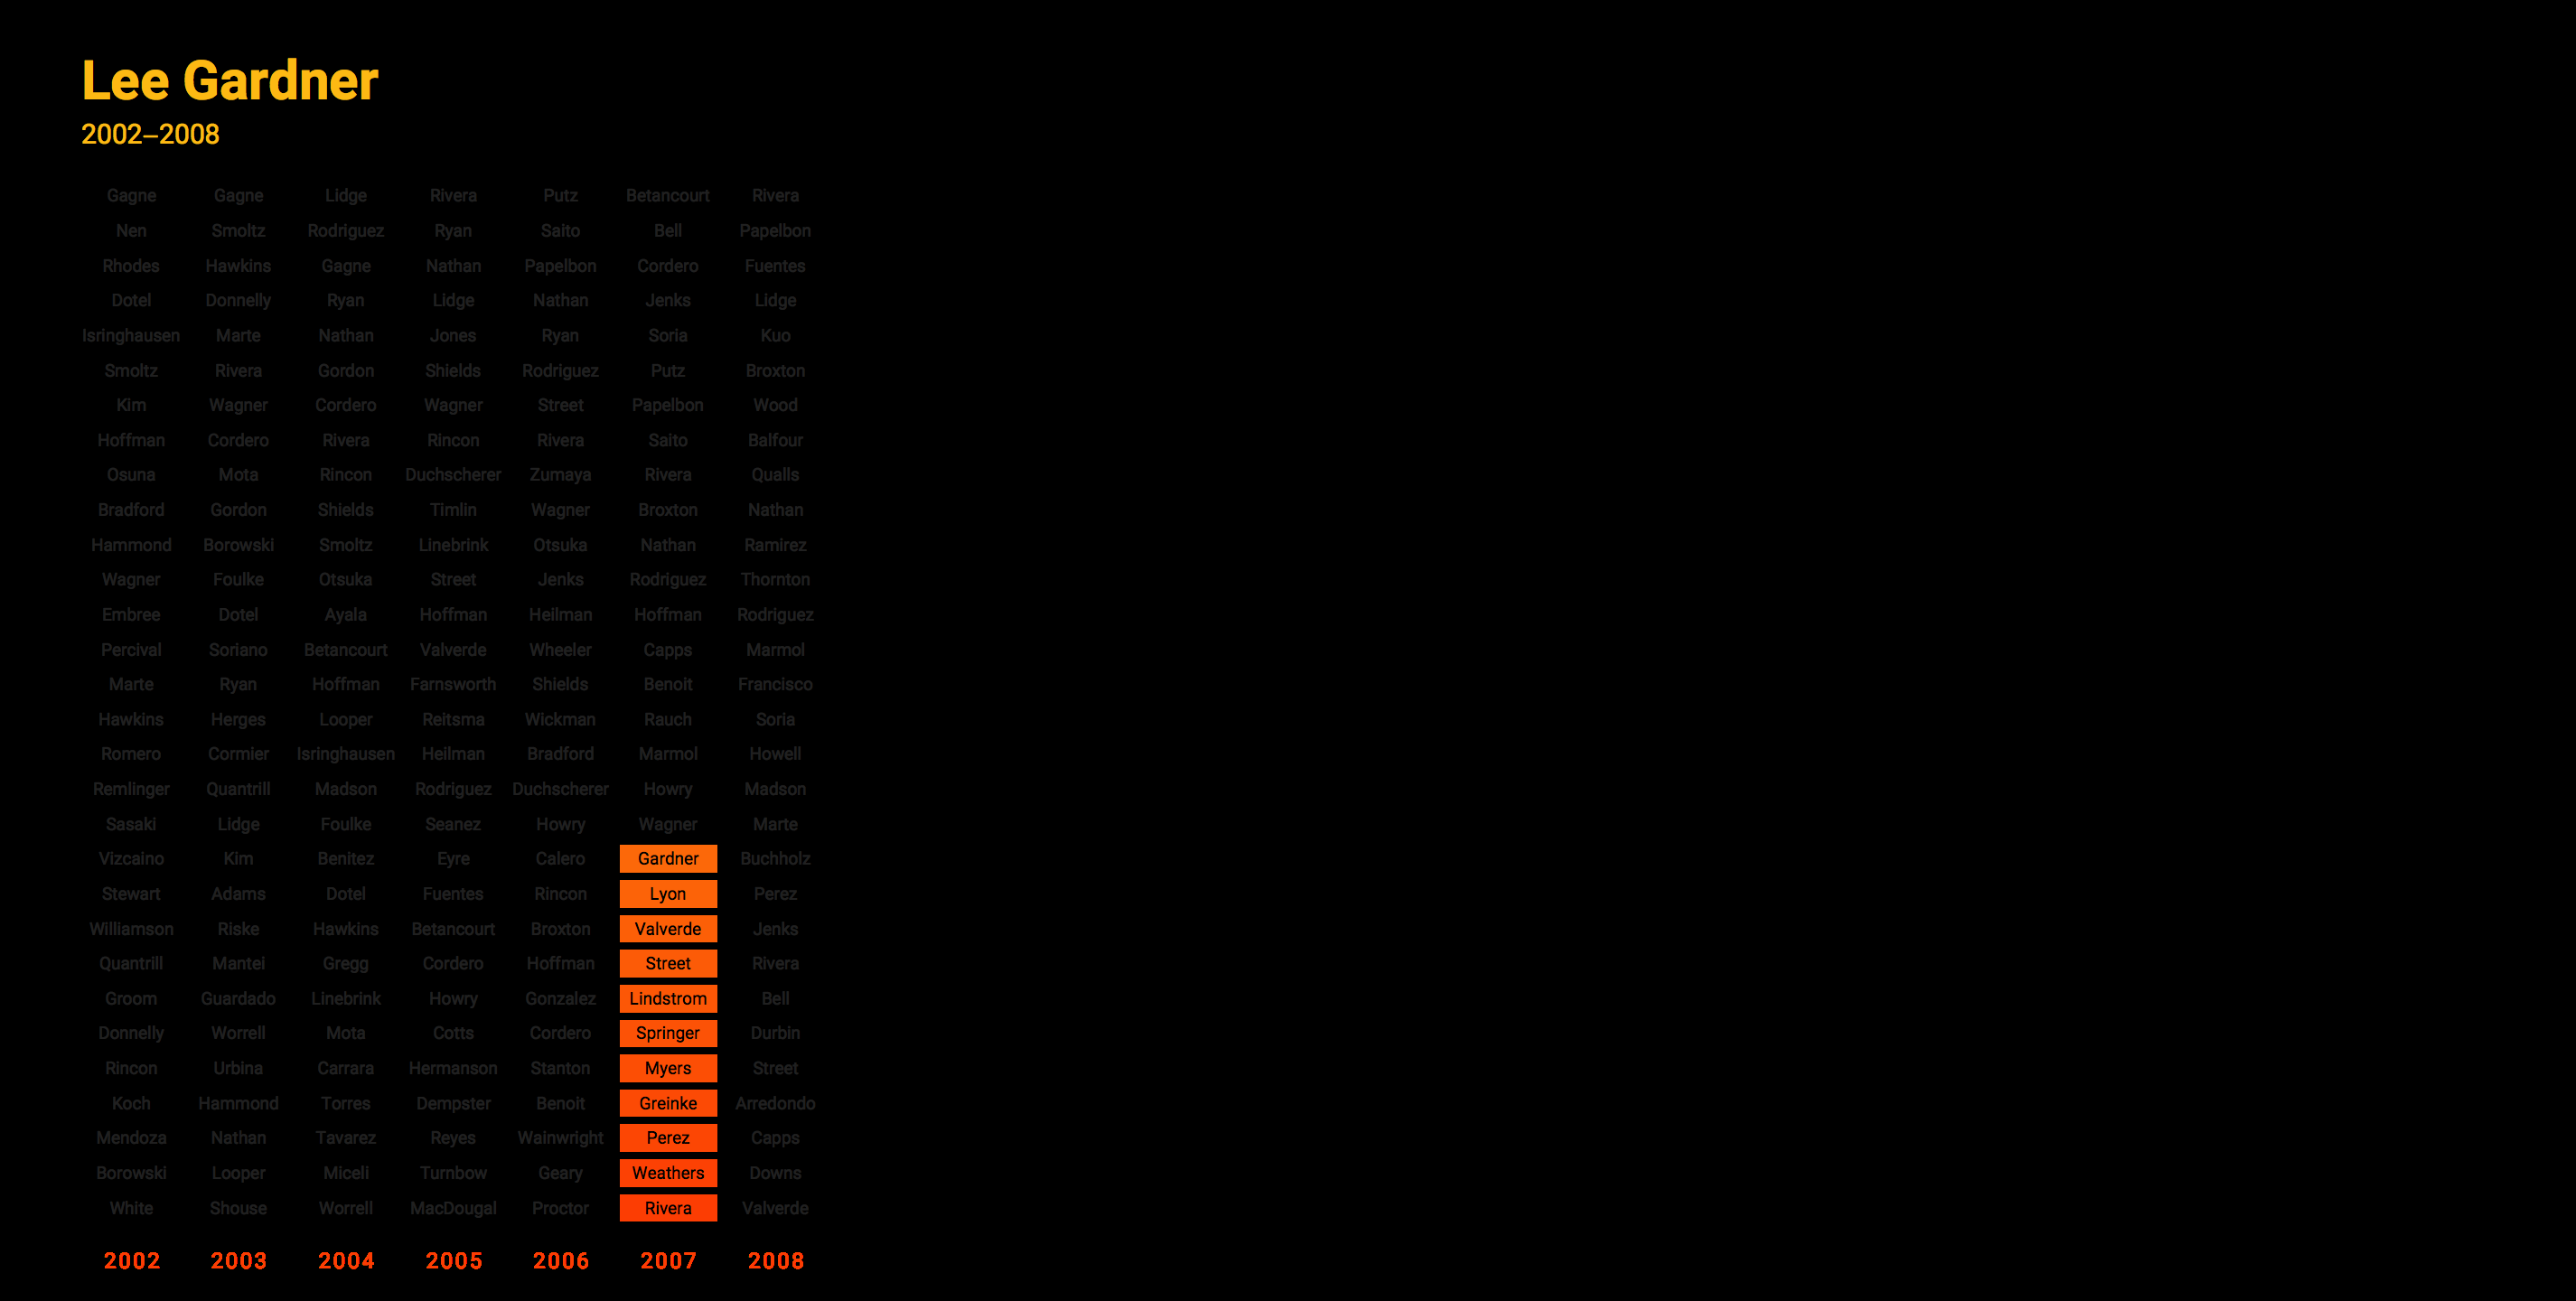 Lee Gardner
2002–2008
Gagne Gagne Lidge Rivera Putz Betancourt Rivera
Nen Smoltz Rodriguez Ryan Saito Bell Papelbon
Rhodes Hawkins Gagne Nathan Papelbon Cordero Fuentes
Dotel Donnelly Ryan Lidge Nathan Jenks Lidge
Isringhausen Marte Nathan Jones Ryan Soria Kuo
Smoltz Rivera Gordon Shields Rodriguez Putz Broxton
Kim Wagner Cordero Wagner Street Papelbon Wood
Hoffman Cordero Rivera Rincon Rivera Saito Balfour
Osuna Mota Rincon Duchscherer Zumaya Rivera Qualls
Bradford Gordon Shields Timlin Wagner Broxton Nathan
Hammond Borowski Smoltz Linebrink Otsuka Nathan Ramirez
Wagner Foulke Otsuka Street Jenks Rodriguez Thornton
Embree Dotel Ayala Hoffman Heilman Hoffman Rodriguez
Percival Soriano Betancourt Valverde Wheeler Capps Marmol
Marte Ryan Hoffman Farnsworth Shields Benoit Francisco
Hawkins Herges Looper Reitsma Wickman Rauch Soria
Romero Cormier Isringhausen Heilman Bradford Marmol Howell
Remlinger Quantrill Madson Rodriguez Duchscherer Howry Madson
Sasaki Lidge Foulke Seanez Howry Wagner Marte
Vizcaino Kim Benitez Eyre Calero Gardner Buchholz
Stewart Adams Dotel Fuentes Rincon Lyon Perez
Williamson Riske Hawkins Betancourt Broxton Valverde Jenks
Quantrill Mantei Gregg Cordero Hoffman Street Rivera
Groom Guardado Linebrink Howry Gonzalez Lindstrom Bell
Donnelly Worrell Mota Cotts Cordero Springer Durbin
Rincon Urbina Carrara Hermanson Stanton Myers Street
Koch Hammond Torres Dempster Benoit Greinke Arredondo
Mendoza Nathan Tavarez Reyes Wainwright Perez Capps
Borowski Looper Miceli Turnbow Geary Weathers Downs
White Shouse Worrell MacDougal Proctor Rivera Valverde
2002 2003 2004 2005 2006 2007 2008